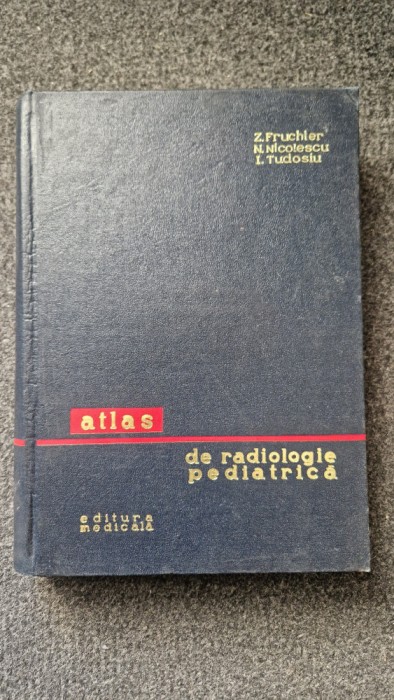 Z. Fruchter
N. Nicolescu
I. Tudosiu
atlas
de radiologie
pediatrică
editura
medicală